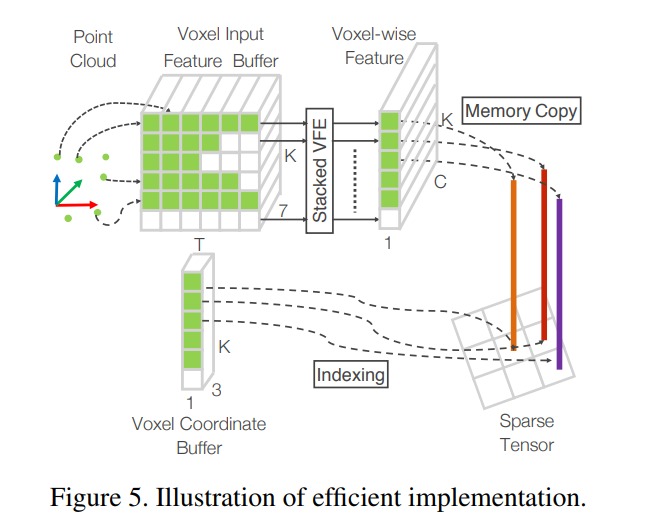 Point
Cloud
Voxel Input
Feature Buffer
Voxel-wise
Feature
Memory Copy
K
K
Stacked VFE
C
7
T
1
K
Indexing
3
1
Voxel Coordinate
Buffer
Sparse
Tensor
Figure 5. Illustration of efficient implementation.